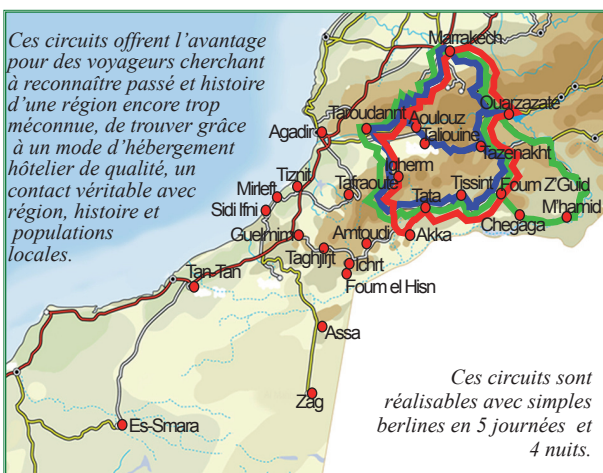 Ces circuits offrent l’avantage
pour des voyageurs cherchant
à reconnaître passé et histoire
d’une région encore trop
méconnue, de trouver grâce
à un mode d’hébergement
hôtelier de qualité, un
contact véritable avec
région, histoire et
populations
locales.
Marrakech
Ouarzazate
Taroudannt
Aoulouz
Agadir
Taliouine
Tazenakht
Igherm
Tiznit
Tafraoute
Tissint
Foum Z'Guid
Mirleft
Tata
M'hamid
Sidi Ifni
Chegaga
Guelmim
Amtoudi
Akka
Taghjijt
Ichrt
Tan-Tan
Foum el Hisn
Assa
Zag
Es-Smara
Ces circuits sont
réalisables avec simples
berlines en 5 journées et
4 nuits.